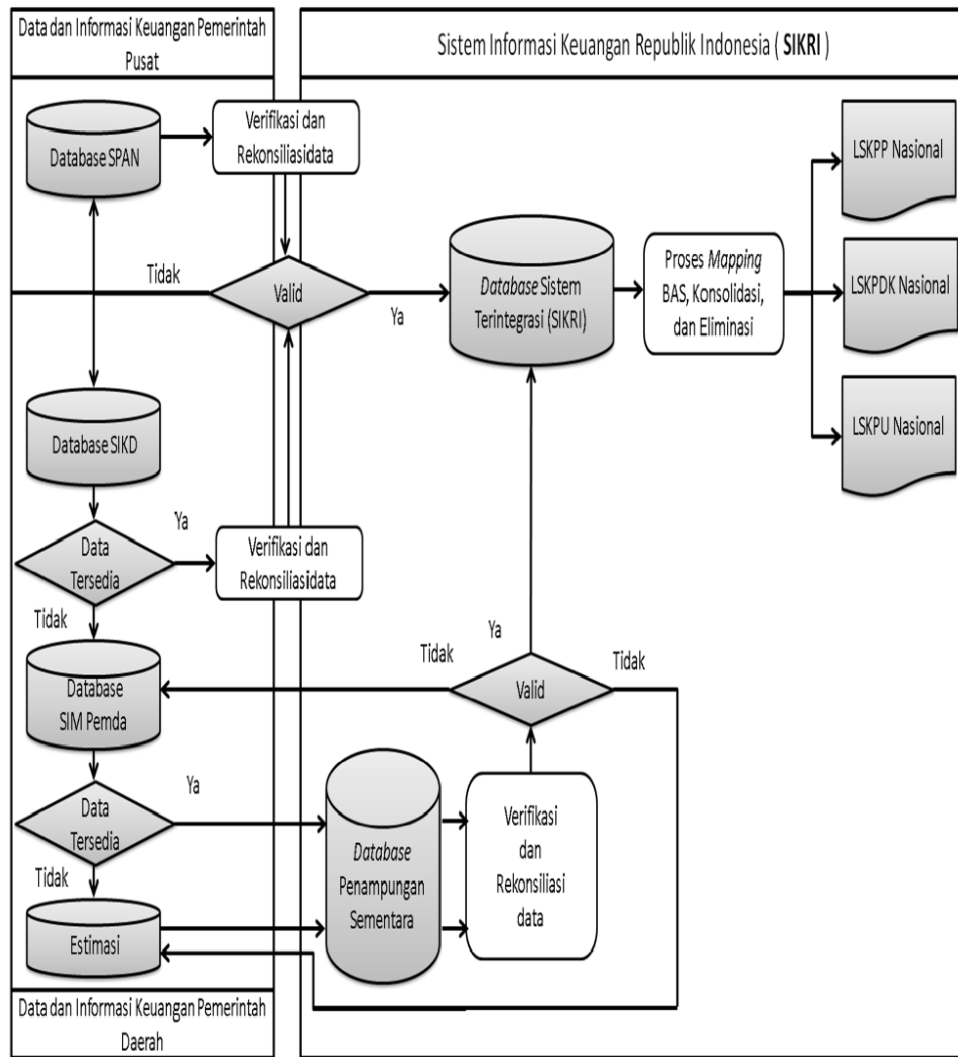 Data dan Informasi Keuangan Pemerintah
Pusat
Sistem Informasi Keuangan Republik Indonesia ( SIKRI )
Database SPAN
Verifikasi dan
Rekonsiliasidata
LSKPP Nasional
Tidak
Valid
Ya
Database Sistem
Terintegrasi (SIKRI)
Proses Mapping
BAS, Konsolidasi,
dan Eliminasi
LSKPDK Nasional
Database SIKD
LSKPU Nasional
Data
Tersedia
Ya
Verifikasi dan
Rekonsiliasidata
Tiidak
Database
SIM Pemda
Tidak
Ya
Valid
Tidak
Data
Tersedia
Ya
Database
Penampungan
Sementara
Verifikasi
dan
Rekonsiliasi
data
Tidak
Estimasi
Data dan Informasi Keuangan Pemerintah
Daerah